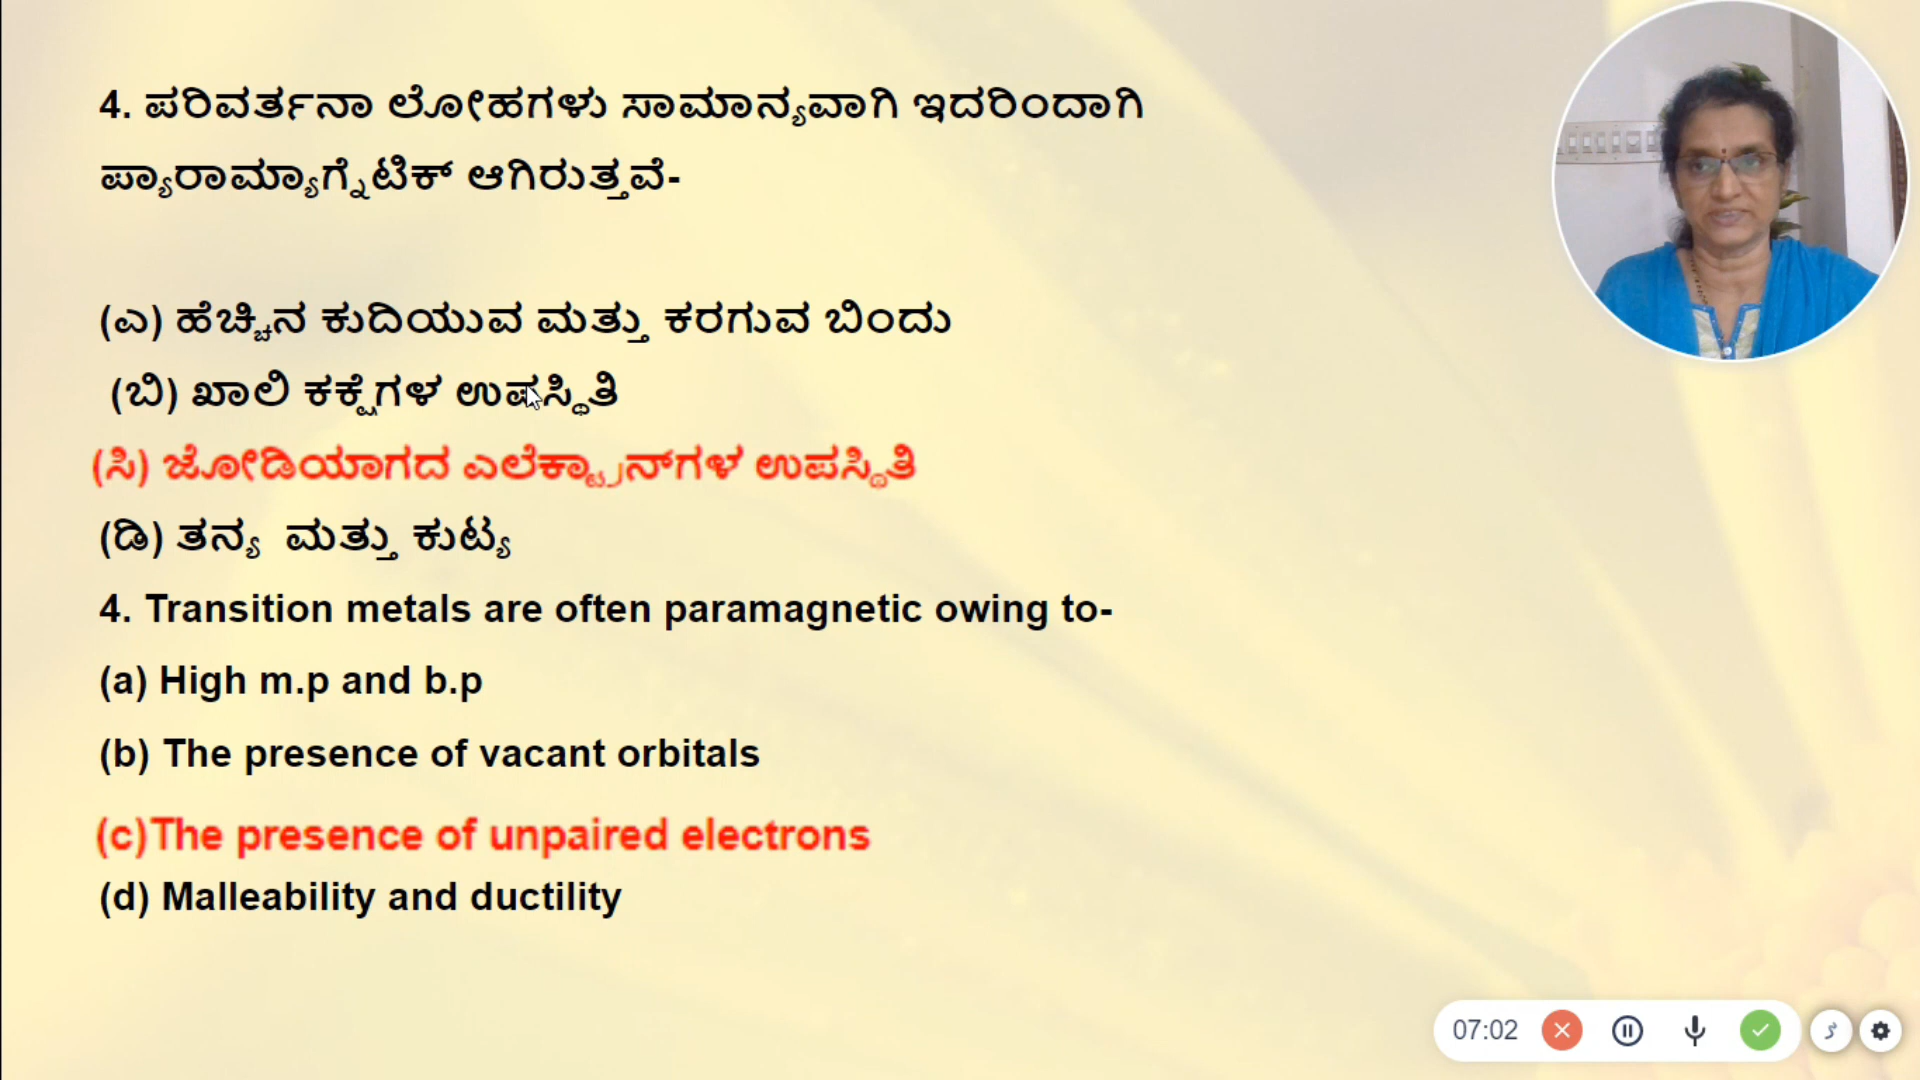 4. ಪರಿವರ್ತನಾ ಲೋಹಗಳು ಸಾಮಾನ್ಯವಾಗಿ ಇದರಿಂದಾಗಿ
ಪ್ಯಾರಾಮ್ಯಾಗ್ನೆಟಿಕ್ ಆಗಿರುತ್ತವೆ-
(ಎ) ಹೆಚ್ಚಿನ ಕುದಿಯುವ ಮತ್ತು ಕರಗುವ ಬಿಂದು
(ಬಿ) ಖಾಲಿ ಕಕ್ಷೆಗಳ ಉಪಸ್ಥಿತಿ
(ಸಿ) ಜೋಡಿಯಾಗದ ಎಲೆಕ್ಟ್ರಾನ್‌ಗಳ ಉಪಸ್ಥಿತಿ
(ಡಿ) ತನ್ಯ ಮತ್ತು ಕುಟ್ಯ
4. Transition metals are often paramagnetic owing to-
(a) High m.p and b.p
(b) The presence of vacant orbitals
(c)The presence of unpaired electrons
(d) Malleability and ductility
07:02